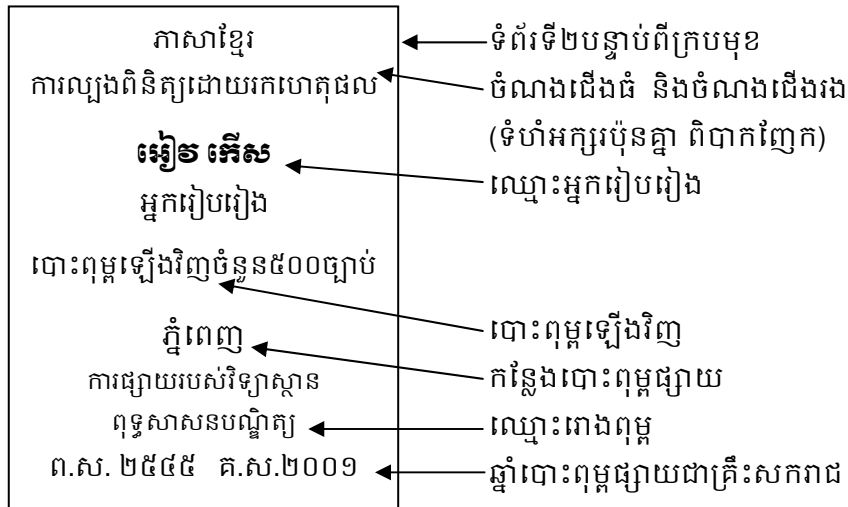 ភាសាខ្មែរ
ការល្បងពិនិត្យដោយរកហេតុផល
អៀវ កើស
អ្នករៀបរៀង
បោះពុម្ពឡើងវិញចំនួន៥០០ច្បាប់
ភ្នំពេញ
ការផ្សាយរបស់វិទ្យាស្ថាន
ពុទ្ធសាសនបណ្ឌិត្យ
ព.ស. ២៥៤៥ គ.ស.២០០១
ទំព័រទី២បន្ទាប់ពីក្របមុខ
ចំណងជើងធំ និងចំណងជើងរង
(ទំហំអក្សរប៉ុនគ្នា ពិបាកញែក)
ឈ្មោះអ្នករៀបរៀង
បោះពុម្ពឡើងវិញ
កន្លែងបោះពុម្ពផ្សាយ
ឈ្មោះរោងពុម្ព
ឆ្នាំបោះពុម្ពផ្សាយជាគ្រឹះសករាជ